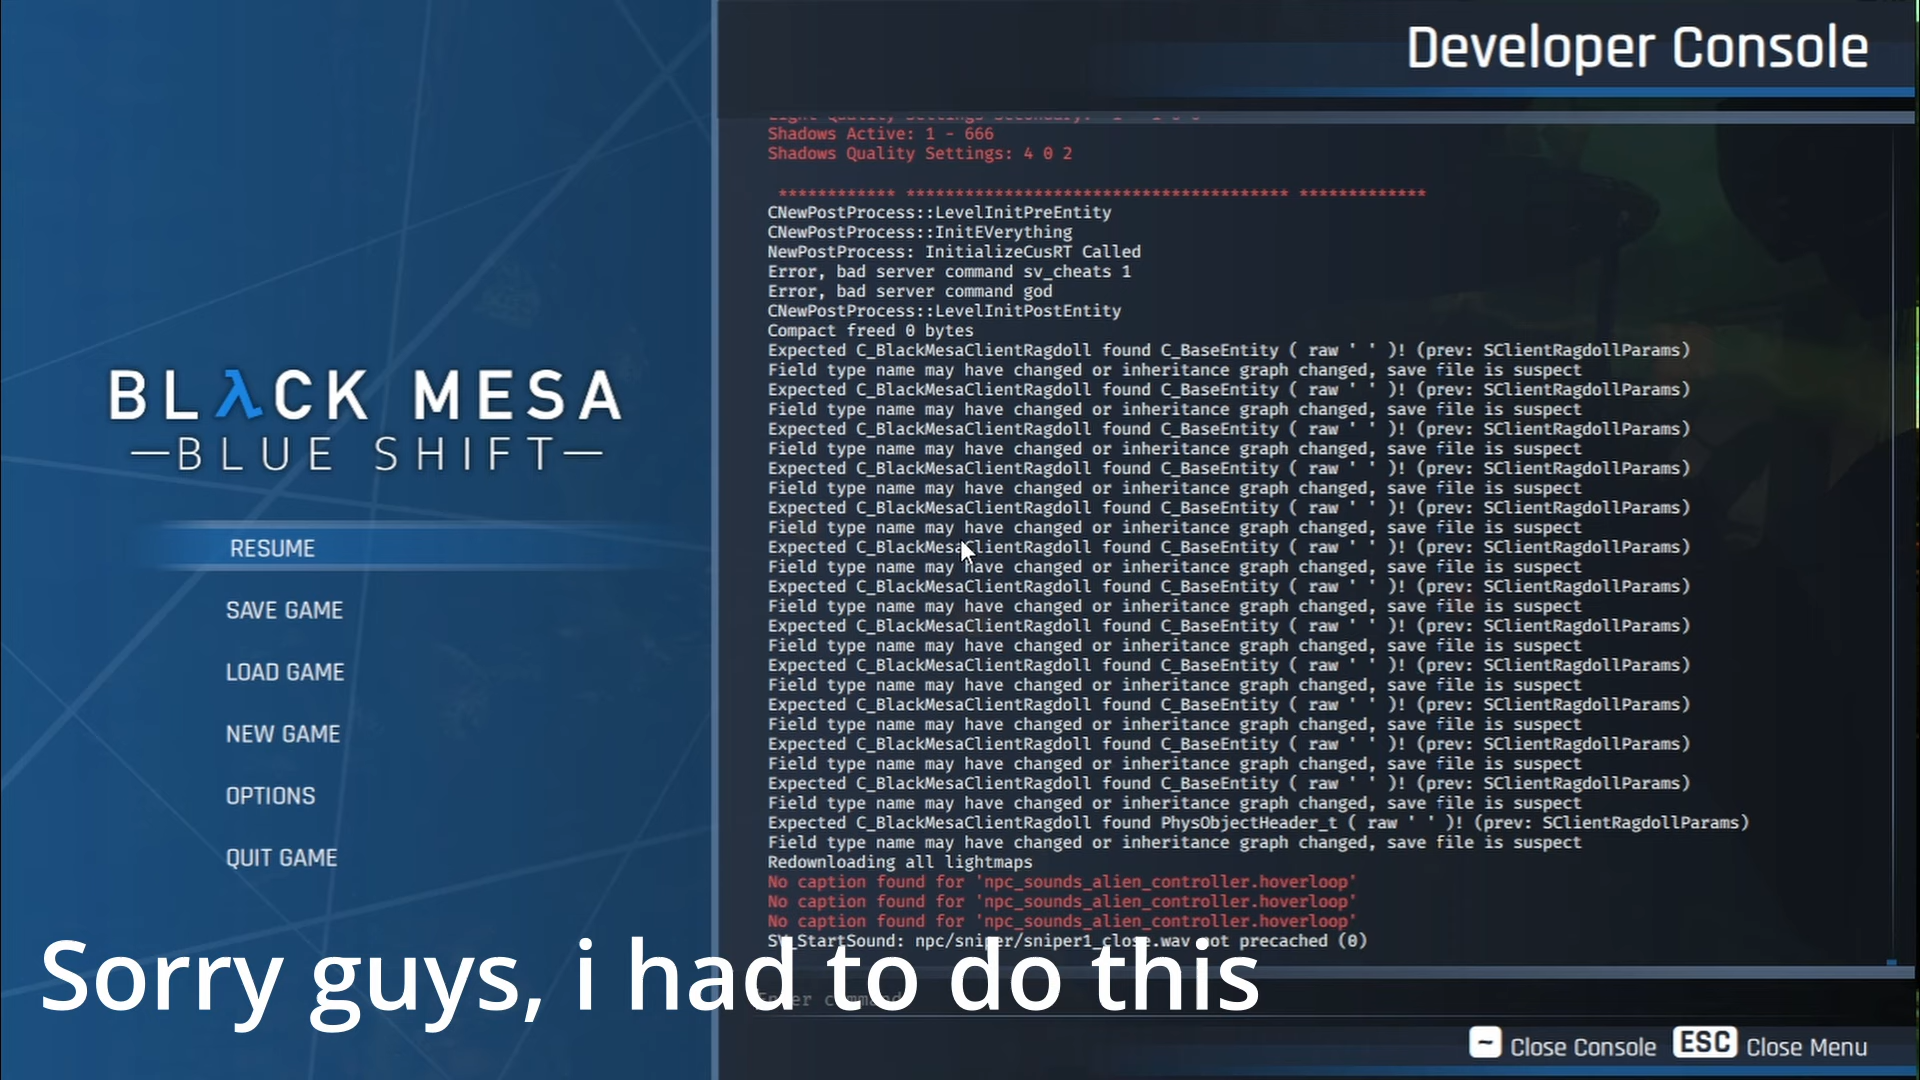 Developer Console
Shadows Active: 1 - 666
Shadows Quality Settings: 4 0 2
************ *************************************** *************
CNewPostProcess::LevelInitPreEntity
CNewPostProcess::InitEVerything
NewPostProcess: InitializeCusRT Called
Error, bad server command sv_cheats 1
Error, bad server command god
CNewPostProcess::LevelInitPostEntity
Compact freed 0 bytes
Expected C_BlackMesaClientRagdoll found C_BaseEntity ( raw ' ' )! (prev: SClientRagdollParams)
Field type name may have changed or inheritance graph changed, save file is suspect
Expected C_BlackMesaClientRagdoll found C_BaseEntity ( raw ' ' )! (prev: SClientRagdollParams)
Field type name may have changed or inheritance graph changed, save file is suspect
Expected C_BlackMesaClientRagdoll found C_BaseEntity ( raw ' ' )! (prev: SClientRagdollParams)
Field type name may have changed or inheritance graph changed, save file is suspect
Expected C_BlackMesaClientRagdoll found C_BaseEntity ( raw ' ' )! (prev: SClientRagdollParams)
Field type name may have changed or inheritance graph changed, save file is suspect
Expected C_BlackMesaClientRagdoll found C_BaseEntity ( raw ' ' )! (prev: SClientRagdollParams)
Field type name may have changed or inheritance graph changed, save file is suspect
Expected C_BlackMesaClientRagdoll found C_BaseEntity ( raw ' ' )! (prev: SClientRagdollParams)
Field type name may have changed or inheritance graph changed, save file is suspect
Expected C_BlackMesaClientRagdoll found C_BaseEntity ( raw ' ' )! (prev: SClientRagdollParams)
Field type name may have changed or inheritance graph changed, save file is suspect
Expected C_BlackMesaClientRagdoll found C_BaseEntity ( raw ' ' )! (prev: SClientRagdollParams)
Field type name may have changed or inheritance graph changed, save file is suspect
Expected C_BlackMesaClientRagdoll found C_BaseEntity ( raw ' ' )! (prev: SClientRagdollParams)
Field type name may have changed or inheritance graph changed, save file is suspect
Expected C_BlackMesaClientRagdoll found C_BaseEntity ( raw ' ' )! (prev: SClientRagdollParams)
Field type name may have changed or inheritance graph changed, save file is suspect
Expected C_BlackMesaClientRagdoll found C_BaseEntity ( raw ' ' )! (prev: SClientRagdollParams)
Field type name may have changed or inheritance graph changed, save file is suspect
Expected C_BlackMesaClientRagdoll found C_BaseEntity ( raw ' ' )! (prev: SClientRagdollParams)
Field type name may have changed or inheritance graph changed, save file is suspect
Expected C_BlackMesaClientRagdoll found PhysObjectHeader_t ( raw ' ' )! (prev: SClientRagdollParams)
Field type name may have changed or inheritance graph changed, save file is suspect
Redownloading all lightmaps
No caption found for 'npc_sounds_alien_controller.hoverloop'
No caption found for 'npc_sounds_alien_controller.hoverloop'
No caption found for 'npc_sounds_alien_controller.hoverloop'
SV_StartSound: npc/sniper/sniper1_close.wav not precached (0)
BLλCK MESA
—BLUE SHIFT—
RESUME
SAVE GAME
LOAD GAME
NEW GAME
OPTIONS
QUIT GAME
Sorry guys, i had to do this
~ Close Console ESC Close Menu